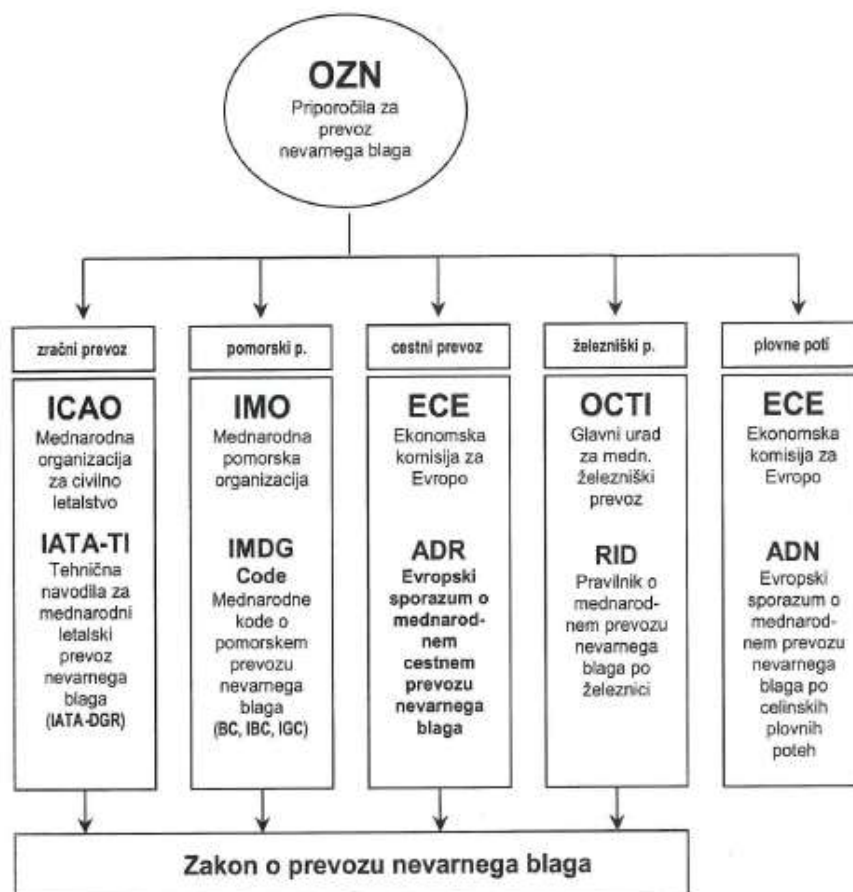 OZN
Priporočila za
prevoz
nevarnega blaga
zračni prevoz
pomorski p.
cestni prevoz
železniški p.
plovne poti
ICAO
Mednarodna
organizacija
za civilno
letalstvo
IATA-TI
Tehnična
navodila za
mednarodni
letalski
prevoz
nevarnega
blaga
(IATA-DGR)
IMO
Mednarodna
pomorska
organizacija
IMDG
Code
Mednarodne
kode o
pomorskem
prevozu
nevarnega
blaga
(BC, IBC, IGC)
ECE
Ekonomska
komisija za
Evropo
ADR
Evropski
sporazum o
mednarod-
nem
cestnem
prevozu
nevarnega
blaga
OCTI
Glavni urad
za medn.
železniški
prevoz
RID
Pravilnik o
mednarod-
nem prevozu
nevarnega
blaga po
železnici
ECE
Ekonomska
komisija za
Evropo
ADN
Evropski
sporazum o
mednarod-
nem prevozu
nevarnega
blaga po
celinskih
plovnih
poteh
Zakon o prevozu nevarnega blaga